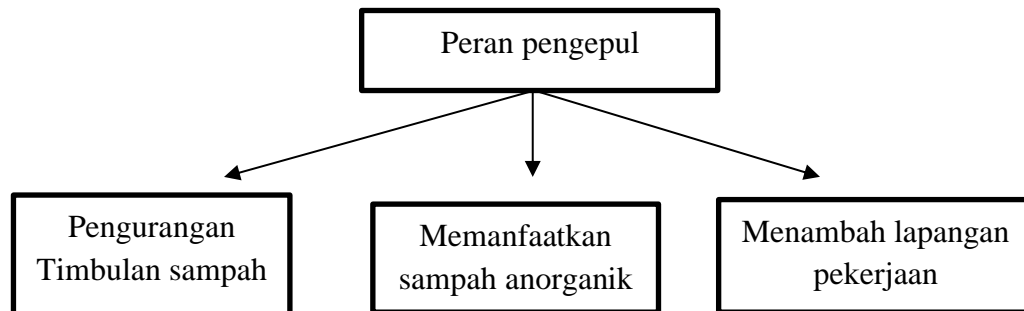 Peran pengepul
Pengurangan
Timbulan sampah
Memanfaatkan
sampah anorganik
Menambah lapangan
pekerjaan